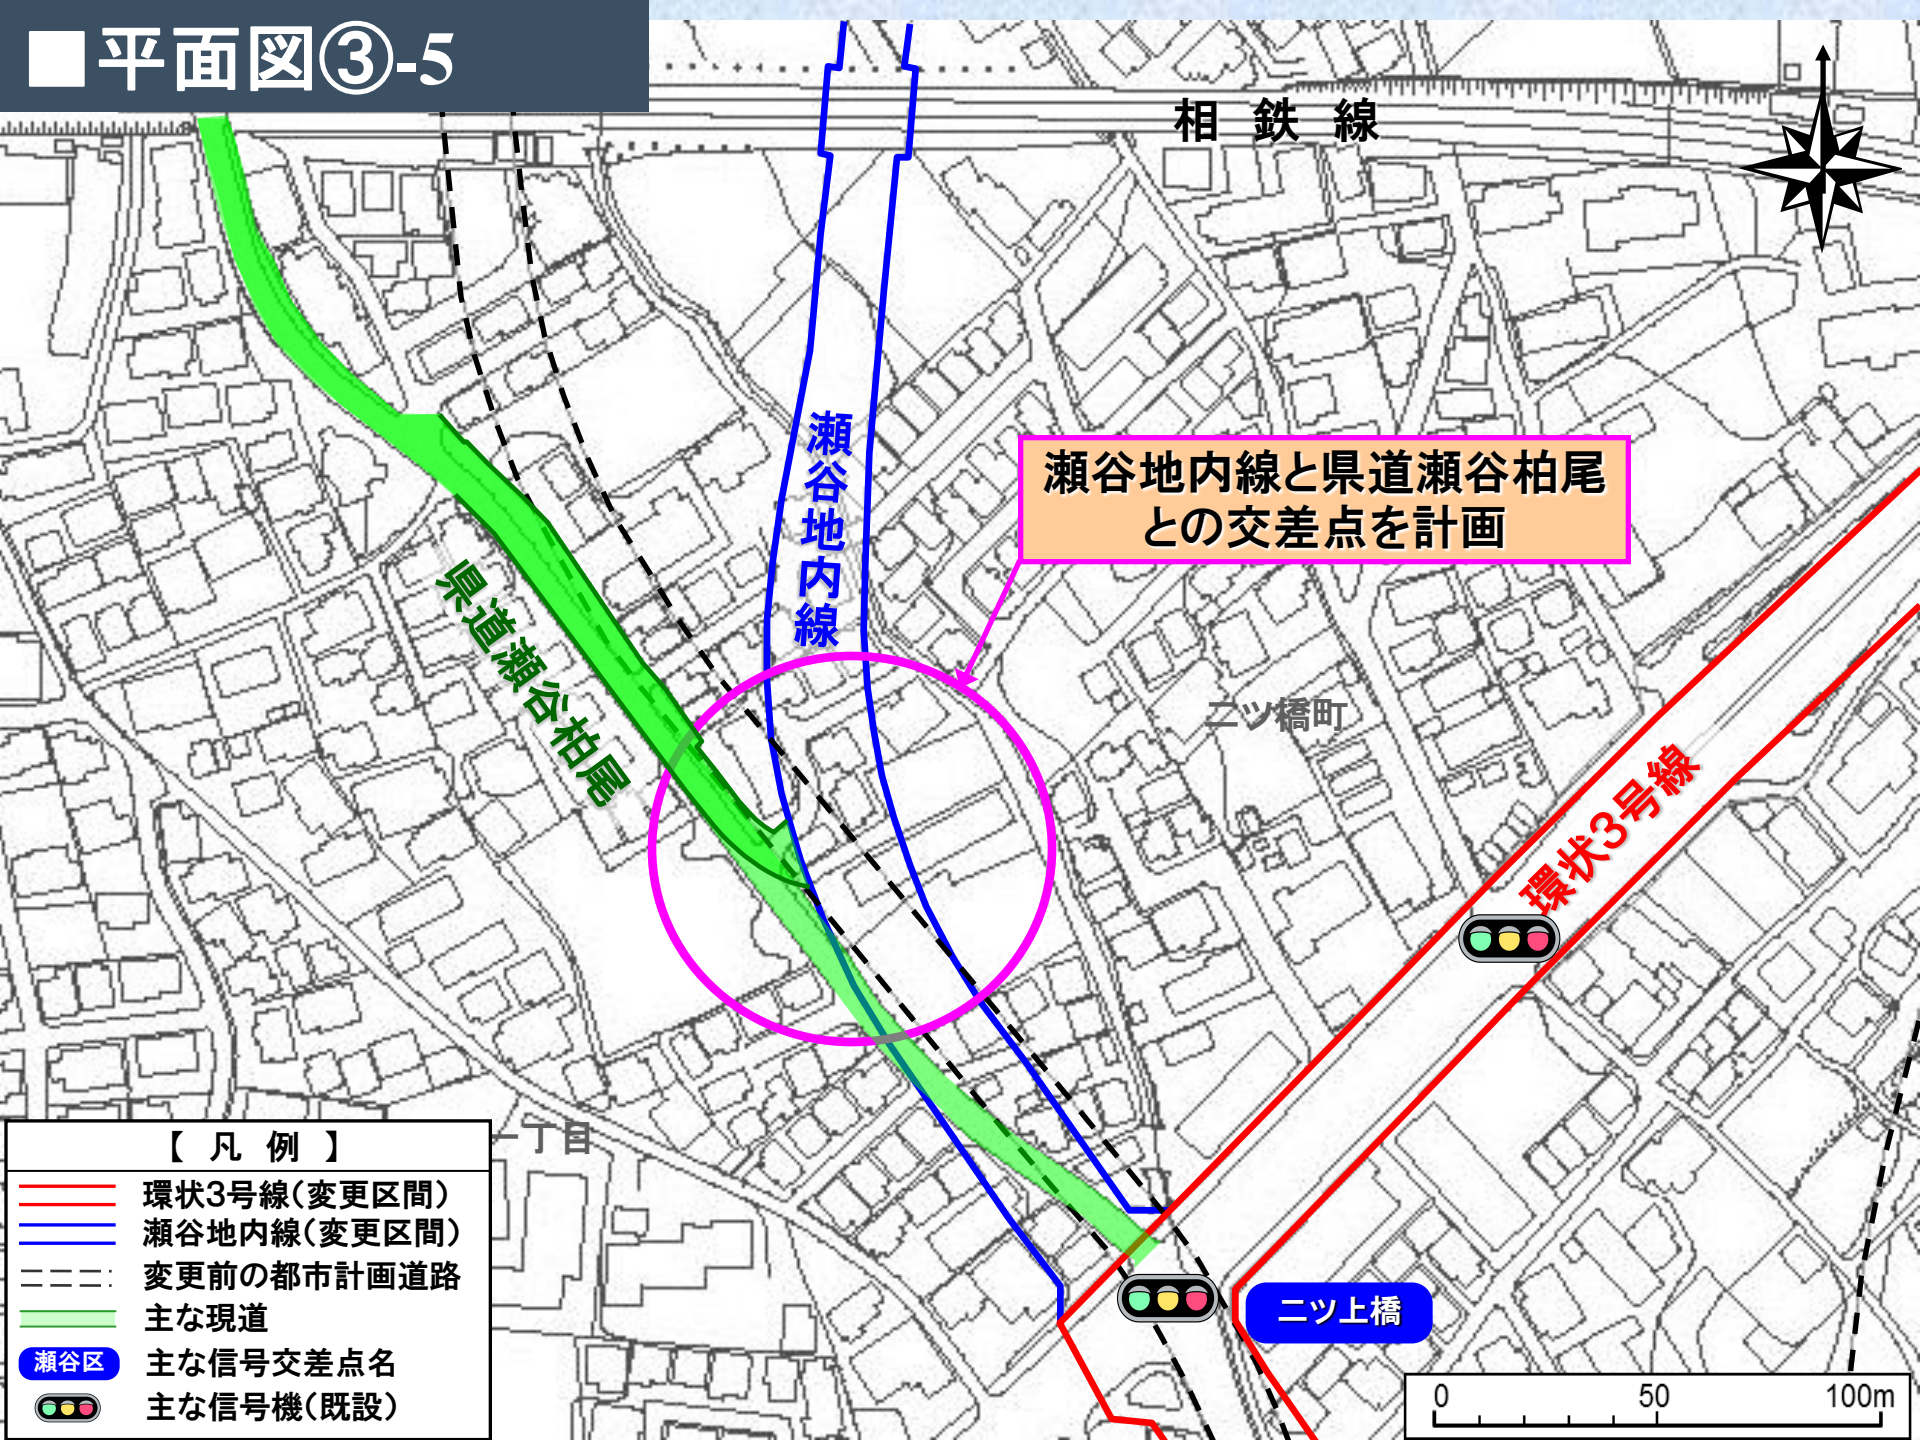 ■平面図③-5
相鉄線
瀬谷地内線
瀬谷地内線と県道瀬谷柏尾
との交差点を計画
県道瀬谷柏尾
二ツ橋町
環状3号線
一丁目
二ツ上橋
【凡例】
環状3号線(変更区間)
瀬谷地内線(変更区間)
変更前の都市計画道路
主な現道
瀬谷区 主な信号交差点名
主な信号機(既設)
0 50 100m